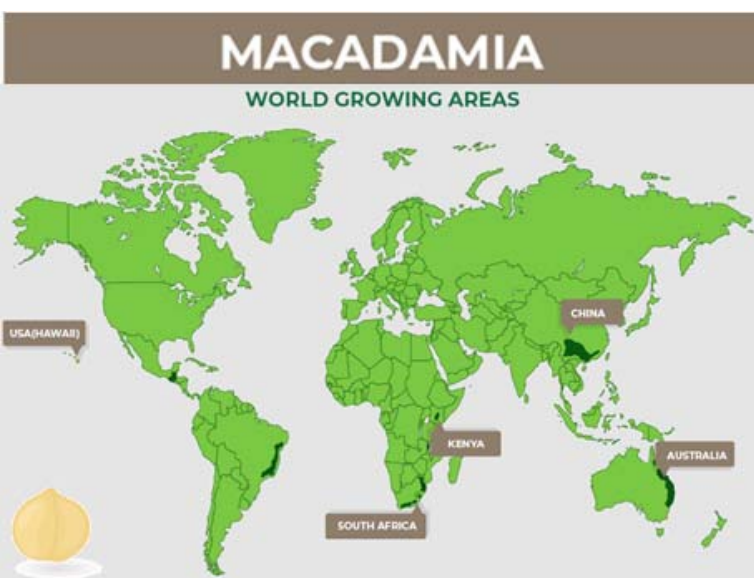 MACADAMIA
WORLD GROWING AREAS
USA(HAWAII)
CHINA
KENYA
AUSTRALIA
SOUTH AFRICA